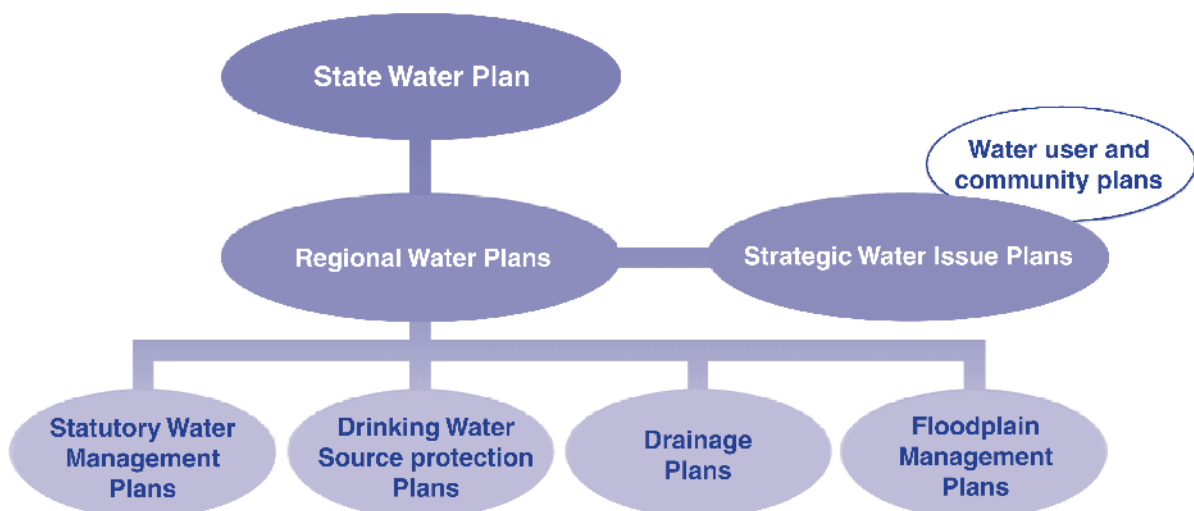 State Water Plan
Water user and
community plans
Regional Water Plans
Strategic Water Issue Plans
Statutory Water
Management
Plans
Drinking Water
Source protection
Plans
Drainage
Plans
Floodplain
Management
Plans